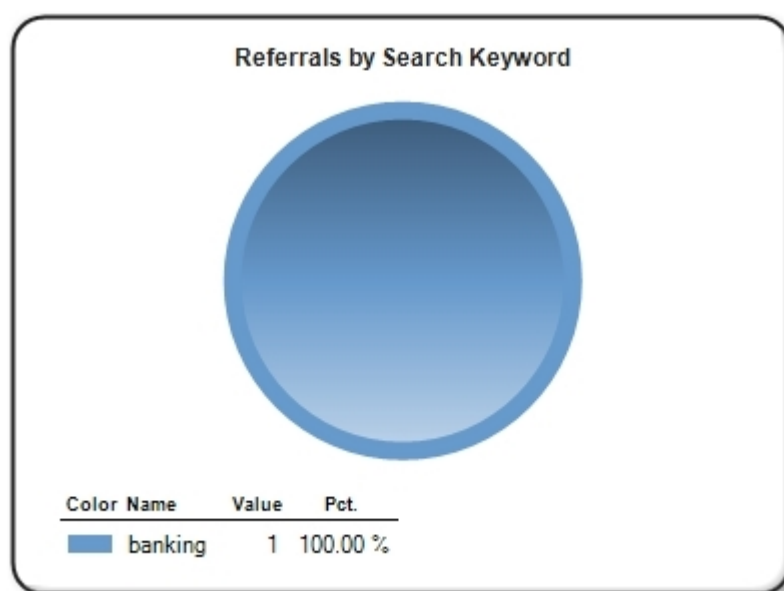 Referrals by Search Keyword
Color Name Value Pct.
banking 1 100.00 %